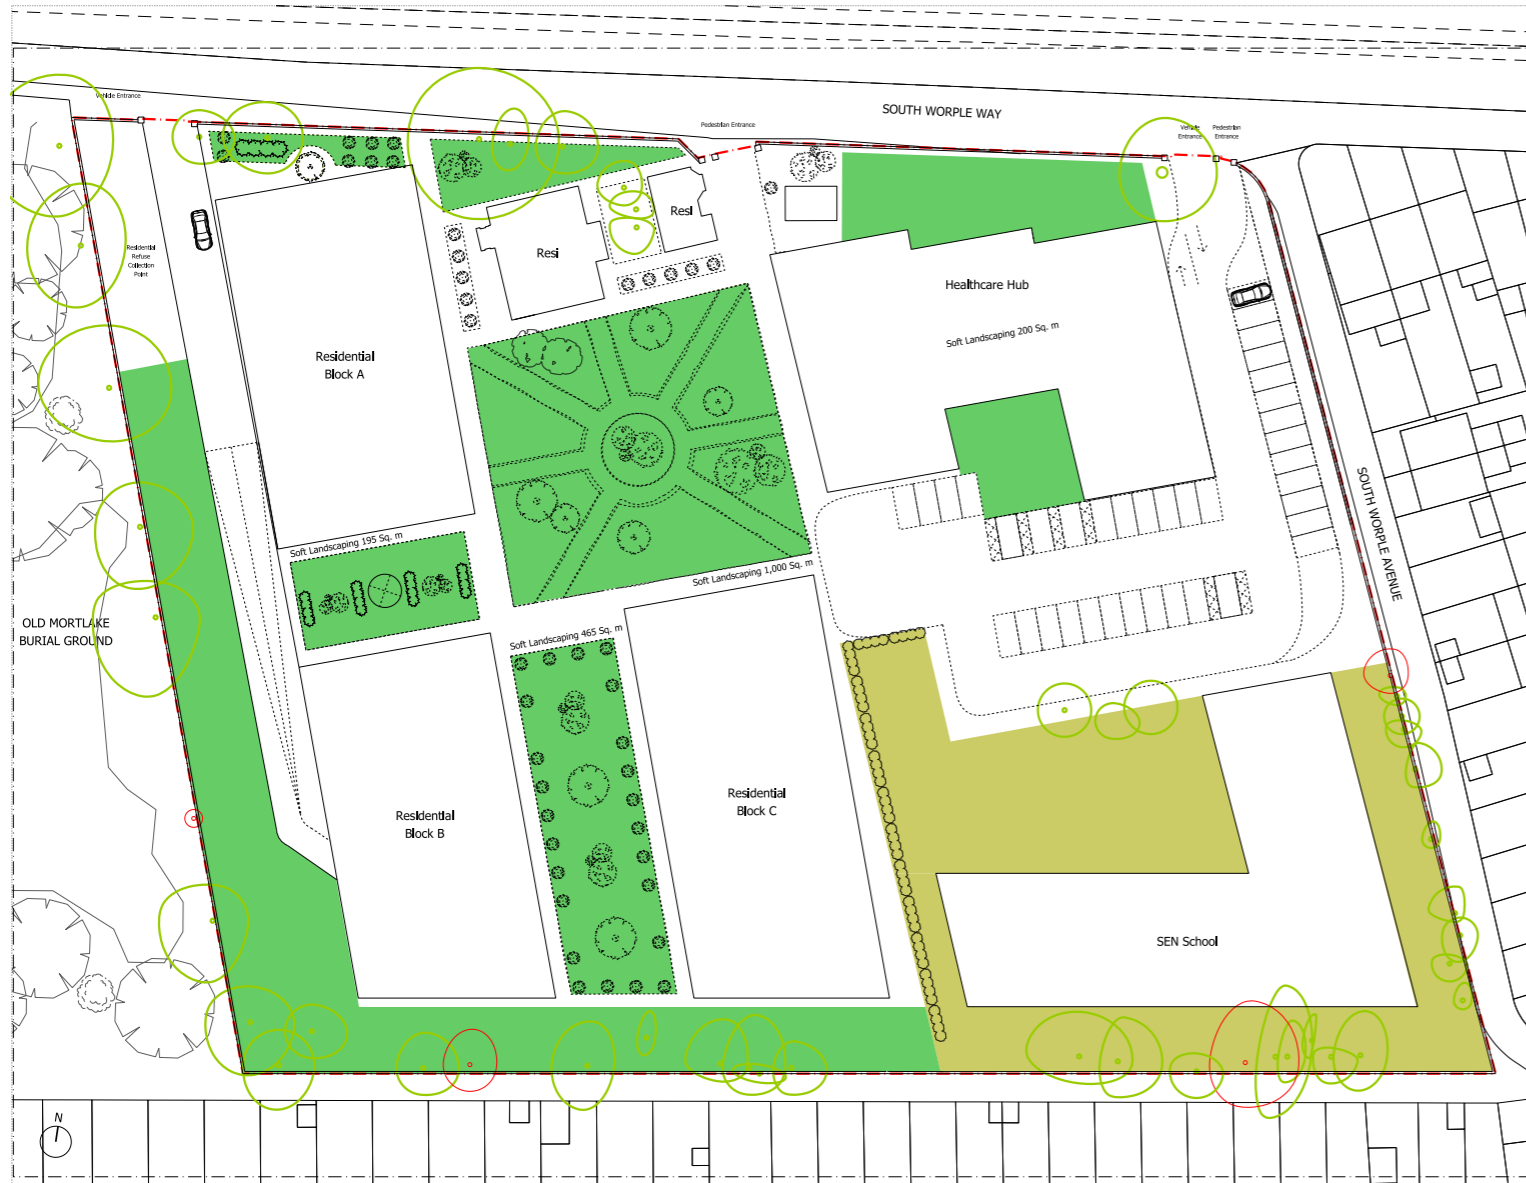 SOUTH WORPLE WAY
Vehicle Entrance
Pedestrian Entrance
Vehicle
Entrance
Pedestrian
Entrance
Residential
Refuse
Collection
Point
Resi
Resi
Healthcare Hub
Soft Landscaping 200 Sq. m
Residential
Block A
SOUTH WORPLE AVENUE
Soft Landscaping 195 Sq. m
Soft Landscaping 1,000 Sq. m
OLD MORTLAKE
BURIAL GROUND
Soft Landscaping 465 Sq. m
Residential
Block B
Residential
Block C
SEN School
N